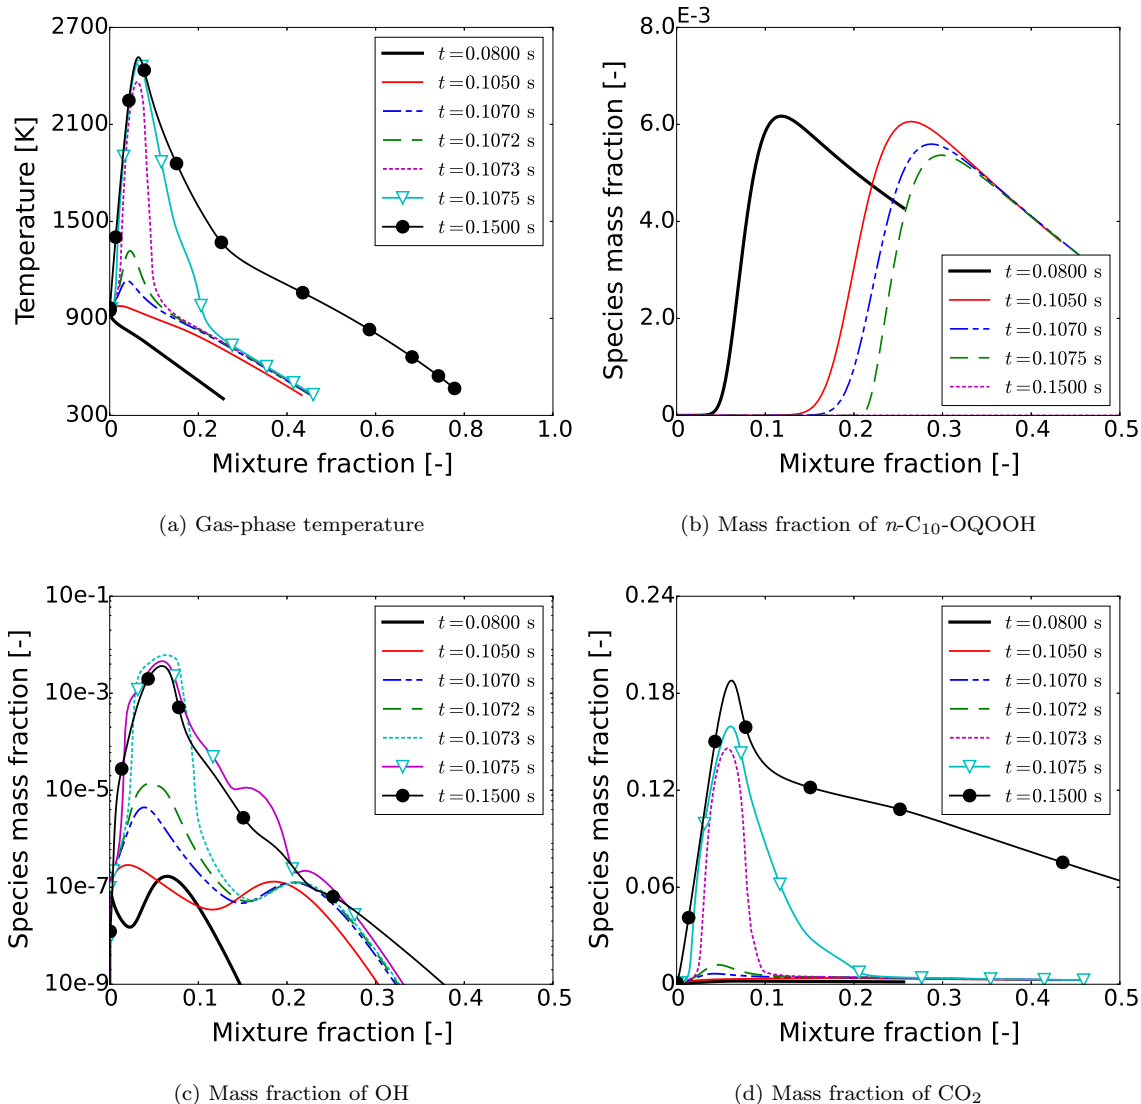 2700
2100
1500
900
300
Temperature [K]
0
0.2
0.4
0.6
0.8
1.0
Mixture fraction [-]
t=0.0800 s
t=0.1050 s
t=0.1070 s
t=0.1072 s
t=0.1073 s
t=0.1075 s
t=0.1500 s
(a) Gas-phase temperature
E-3
8.0
6.0
4.0
2.0
0
Species mass fraction [-]
0
0.1
0.2
0.3
0.4
0.5
Mixture fraction [-]
t=0.0800 s
t=0.1050 s
t=0.1070 s
t=0.1075 s
t=0.1500 s
(b) Mass fraction of n-C10-OQOOH
10e-1
10e-3
10e-5
10e-7
10e-9
Species mass fraction [-]
0
0.1
0.2
0.3
0.4
0.5
Mixture fraction [-]
t=0.0800 s
t=0.1050 s
t=0.1070 s
t=0.1072 s
t=0.1073 s
t=0.1075 s
t=0.1500 s
(c) Mass fraction of OH
0.24
0.18
0.12
0.06
0
Species mass fraction [-]
0
0.1
0.2
0.3
0.4
0.5
Mixture fraction [-]
t=0.0800 s
t=0.1050 s
t=0.1070 s
t=0.1072 s
t=0.1073 s
t=0.1075 s
t=0.1500 s
(d) Mass fraction of CO2